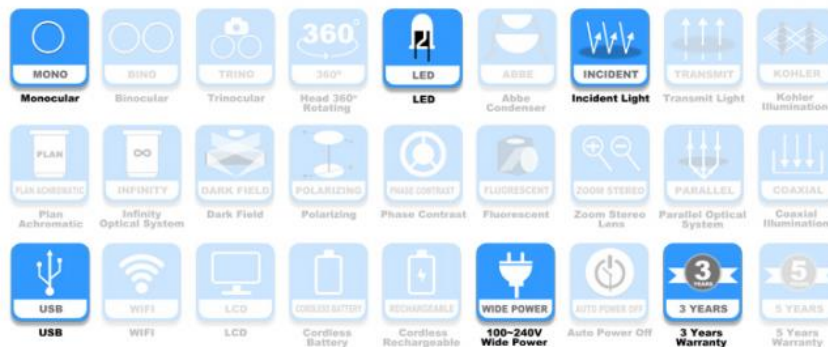 MONO
Monocular
BINO
Binocular
TRINO
Trinocular
360°
360°
Head 360°
Rotating
LED
LED
ABBE
Abbe
Condenser
INCIDENT
Incident Light
TRANSMIT
Transmit Light
KOHLER
Kohler
Illumination
PLAN
PLAN ACHROMATIC
Plan
Achromatic
∞
INFINITY
Infinity
Optical System
DARK FIELD
Dark Field
POLARIZING
Polarizing
PHASE CONTRAST
Phase Contrast
FLUORESCENT
Fluorescent
ZOOM STEREO
Zoom Stereo
Lens
PARALLEL
Parallel Optical
System
COAXIAL
Coaxial
Illumination
USB
USB
WIFI
WIFI
LCD
LCD
CORDLESS BATTERY
Cordless
Battery
RECHARGEABLE
Cordless
Rechargeable
WIDE POWER
100~240V
Wide Power
AUTO POWER OFF
Auto Power Off
3
YEARS
3 YEARS
3 Years
Warranty
5
YEARS
5 YEARS
5 Years
Warranty